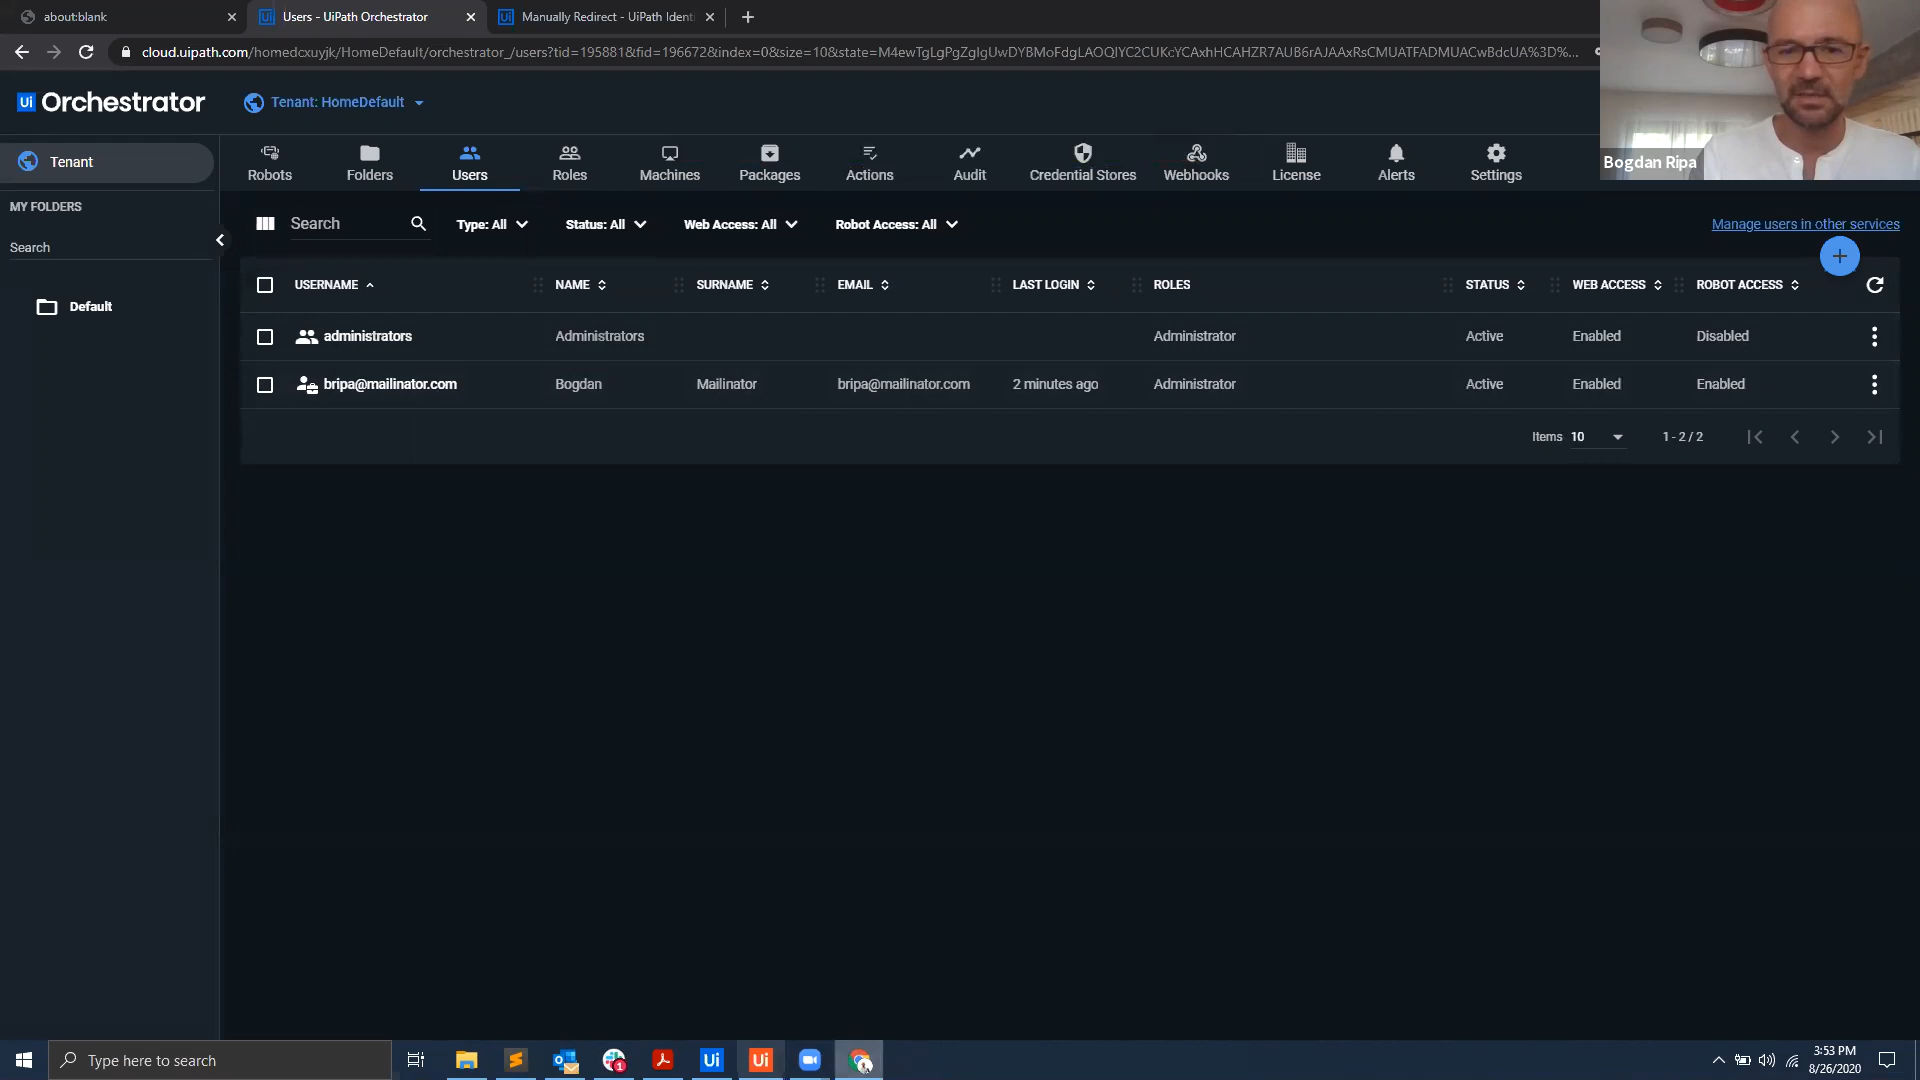 about:blank
Users - UiPath Orchestrator
Manually Redirect - UiPath Identi
cloud.uipath.com/homedcxuyjk/HomeDefault/orchestrator_/users?tid=195881&fid=196672&index=0&size=10&state=
Ui Orchestrator
Tenant: HomeDefault
Tenant
Robots
Folders
Users
Roles
Machines
Packages
Actions
Audit
Credential Stores
Webhooks
License
Alerts
Settings
Bogdan Ripa
MY FOLDERS
Search
Default
Search
Type: All
Status: All
Web Access: All
Robot Access: All
Manage users in other services
USERNAME NAME SURNAME EMAIL LAST LOGIN ROLES STATUS WEB ACCESS ROBOT ACCESS
administrators Administrators Administrator Active Enabled Disabled
bripa@mailinator.com Bogdan Mailinator bripa@mailinator.com 2 minutes ago Administrator Active Enabled Enabled
Items 10 1 - 2 / 2
Type here to search
1
Ui
Ui
3:53 PM
8/26/2020